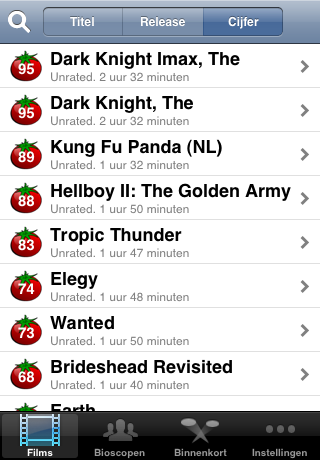 Titel Release Cijfer
Dark Knight Imax, The
95
Unrated. 2 uur 32 minuten
Dark Knight, The
95
Unrated. 2 uur 32 minuten
Kung Fu Panda (NL)
89
Unrated. 1 uur 32 minuten
Hellboy II: The Golden Army
88
Unrated. 1 uur 50 minuten
Tropic Thunder
83
Unrated. 1 uur 47 minuten
Elegy
74
Unrated. 1 uur 48 minuten
Wanted
73
Unrated. 1 uur 50 minuten
Brideshead Revisited
68
Unrated. 1 uur 40 minuten
Earth
Films Bioscopen Binnenkort Instellingen